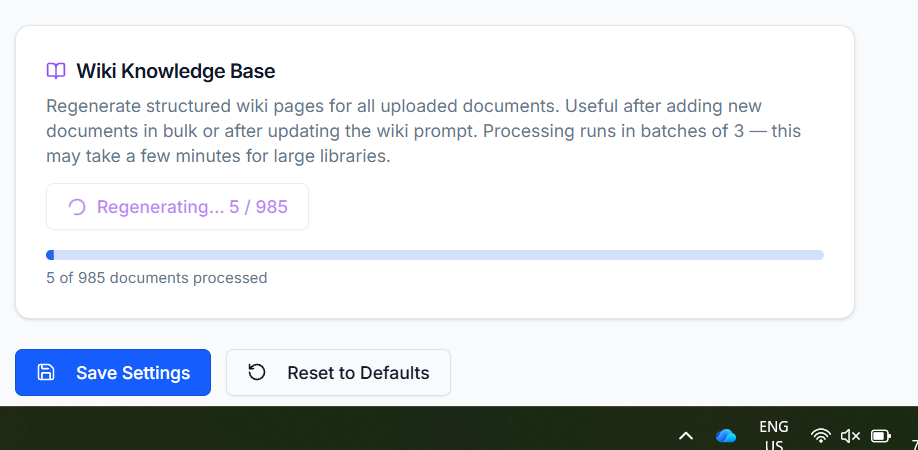 Wiki Knowledge Base
Regenerate structured wiki pages for all uploaded documents. Useful after adding new
documents in bulk or after updating the wiki prompt. Processing runs in batches of 3 — this
may take a few minutes for large libraries.
Regenerating... 5 / 985
5 of 985 documents processed
Save Settings
Reset to Defaults
ENG
US